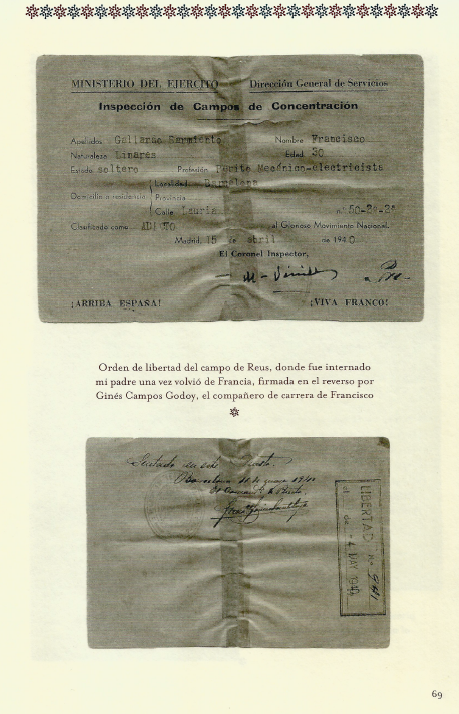 MINISTERIO DEL EJERCITO Dirección General de Servicios
Inspección de Campos de Concentración
Apellidos Gallardo Sarmiento Nombre Francisco
Naturaleza Linares Edad 30
Estado soltero Profesión Perito Mecánico-electricista
Localidad Barcelona
Domicilio o residencia Provincia
Calle Lauria n.º 50-2º-2ª
Clasificado como ADICTO al Glorioso Movimiento Nacional.
Madrid, 15 de abril de 1940
El Coronel Inspector,
¡ARRIBA ESPAÑA! ¡VIVA FRANCO!
Orden de libertad del campo de Reus, donde fue internado
mi padre una vez volvió de Francia, firmada en el reverso por
Ginés Campos Godoy, el compañero de carrera de Francisco
Barcelona
LIBERTAD nº
4 MAY 1940
69